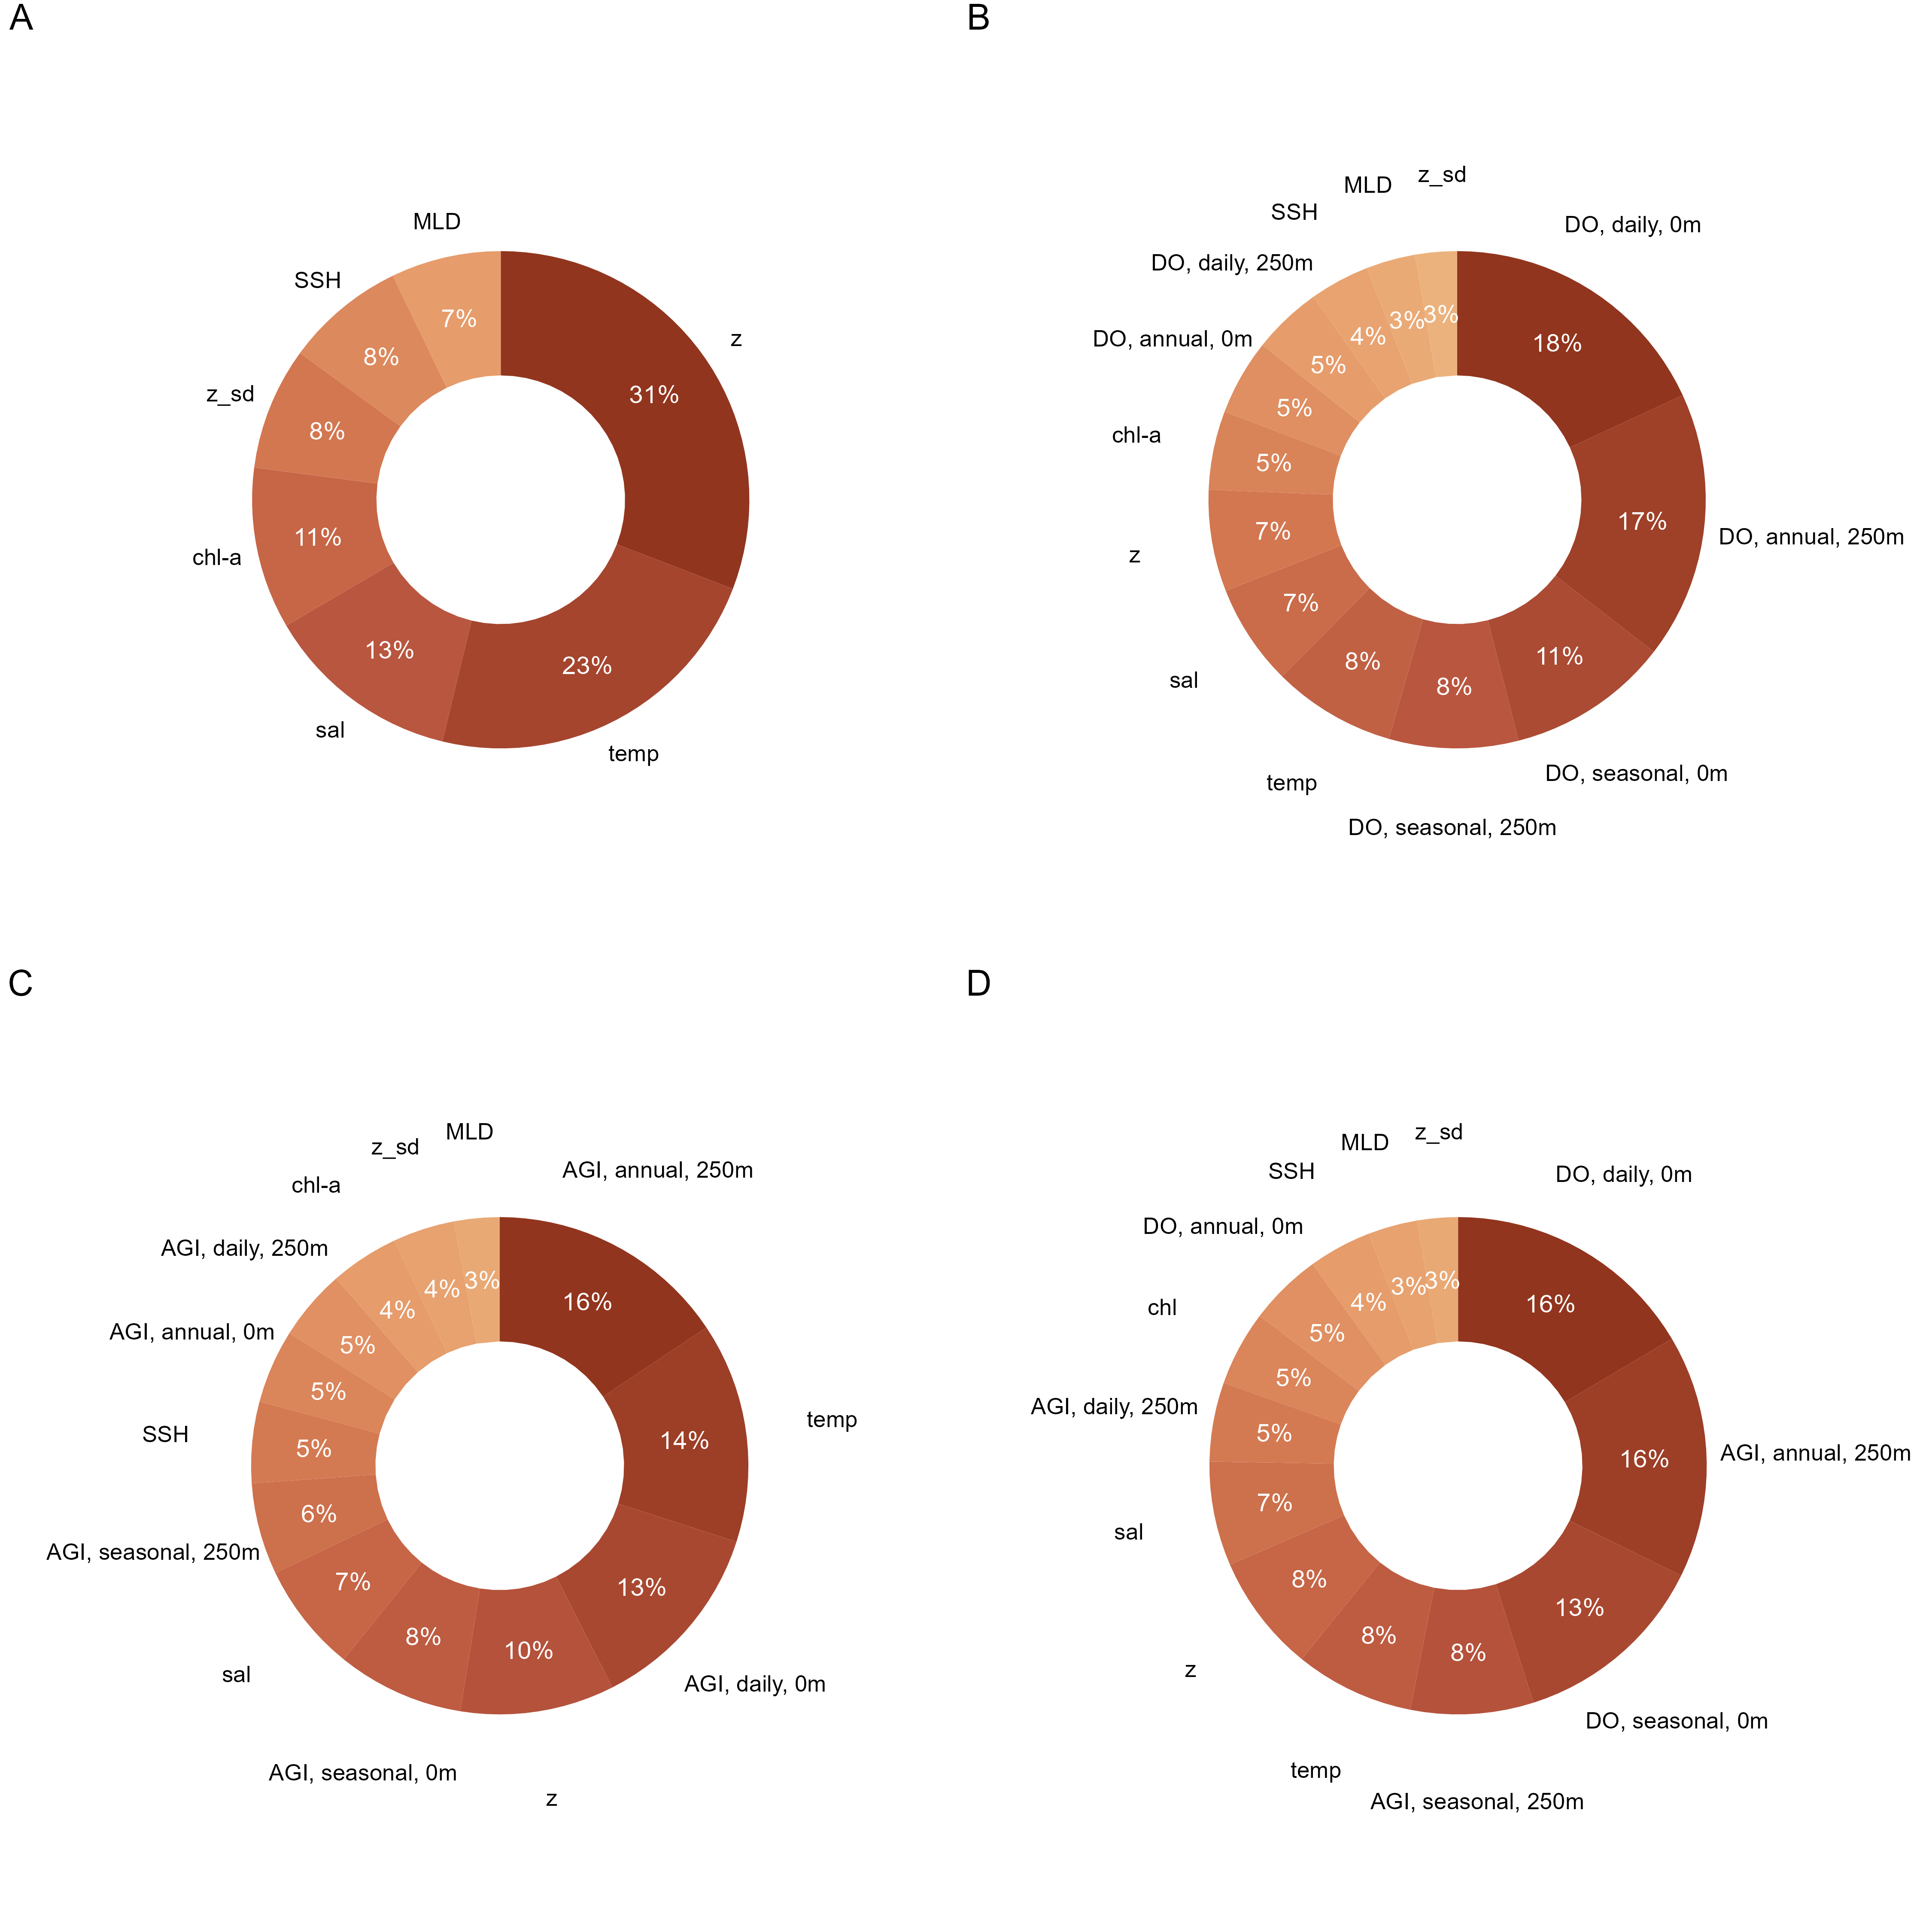 A
MLD
SSH
z
z_sd
chl-a
sal
temp
7%
31%
8%
8%
11%
13%
23%
B
z_sd
MLD
SSH
DO, daily, 0m
DO, daily, 250m
DO, annual, 0m
chl-a
DO, annual, 250m
z
sal
DO, seasonal, 0m
temp
DO, seasonal, 250m
3%
3%
4%
18%
5%
5%
5%
17%
7%
7%
11%
8%
8%
C
MLD
z_sd
AGI, annual, 250m
chl-a
AGI, daily, 250m
AGI, annual, 0m
temp
SSH
AGI, seasonal, 250m
sal
AGI, daily, 0m
AGI, seasonal, 0m
z
3%
4%
16%
4%
5%
5%
14%
5%
6%
7%
13%
8%
10%
D
z_sd
MLD
SSH
DO, daily, 0m
DO, annual, 0m
chl
AGI, daily, 250m
AGI, annual, 250m
sal
z
DO, seasonal, 0m
temp
AGI, seasonal, 250m
3%
3%
4%
16%
5%
5%
5%
16%
7%
8%
13%
8%
8%